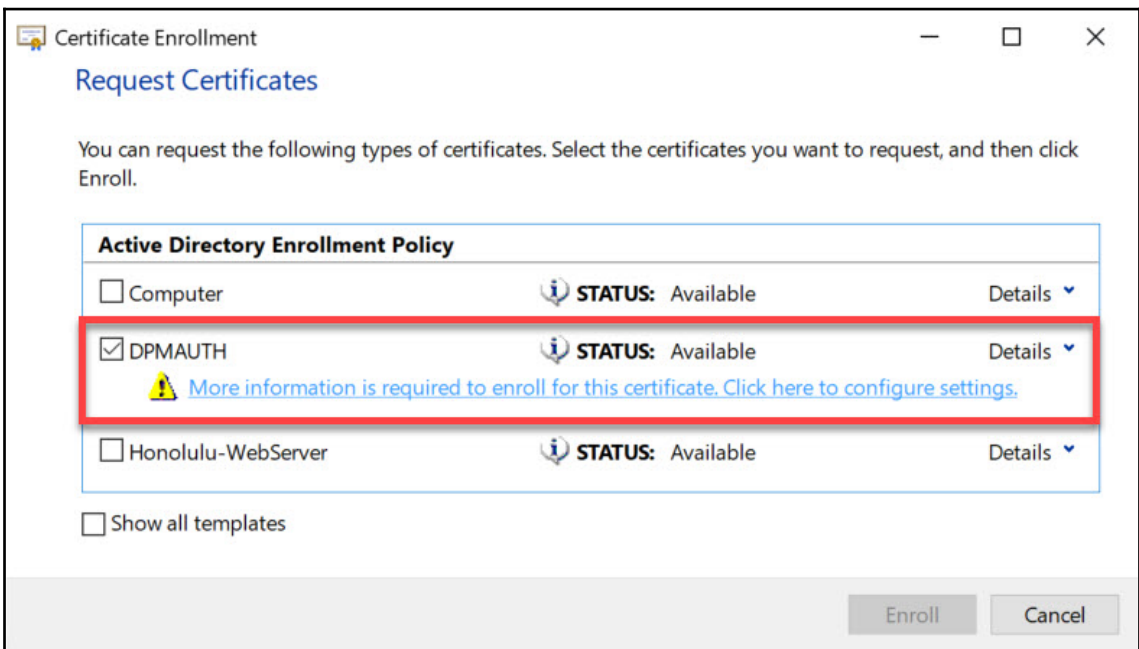 Certificate Enrollment
Request Certificates
You can request the following types of certificates. Select the certificates you want to request, and then click
Enroll.
Active Directory Enrollment Policy
Computer STATUS: Available Details
DPMAUTH STATUS: Available Details
More information is required to enroll for this certificate. Click here to configure settings.
Honolulu-WebServer STATUS: Available Details
Show all templates
Enroll Cancel